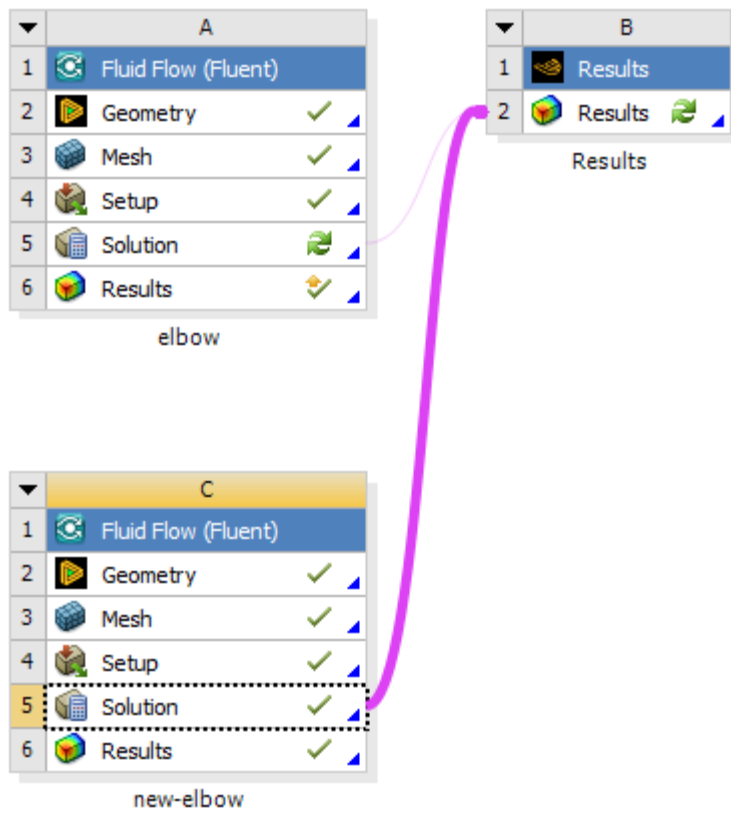 A
1 Fluid Flow (Fluent)
2 Geometry
3 Mesh
4 Setup
5 Solution
6 Results
elbow
B
1 Results
2 Results
Results
C
1 Fluid Flow (Fluent)
2 Geometry
3 Mesh
4 Setup
5 Solution
6 Results
new-elbow